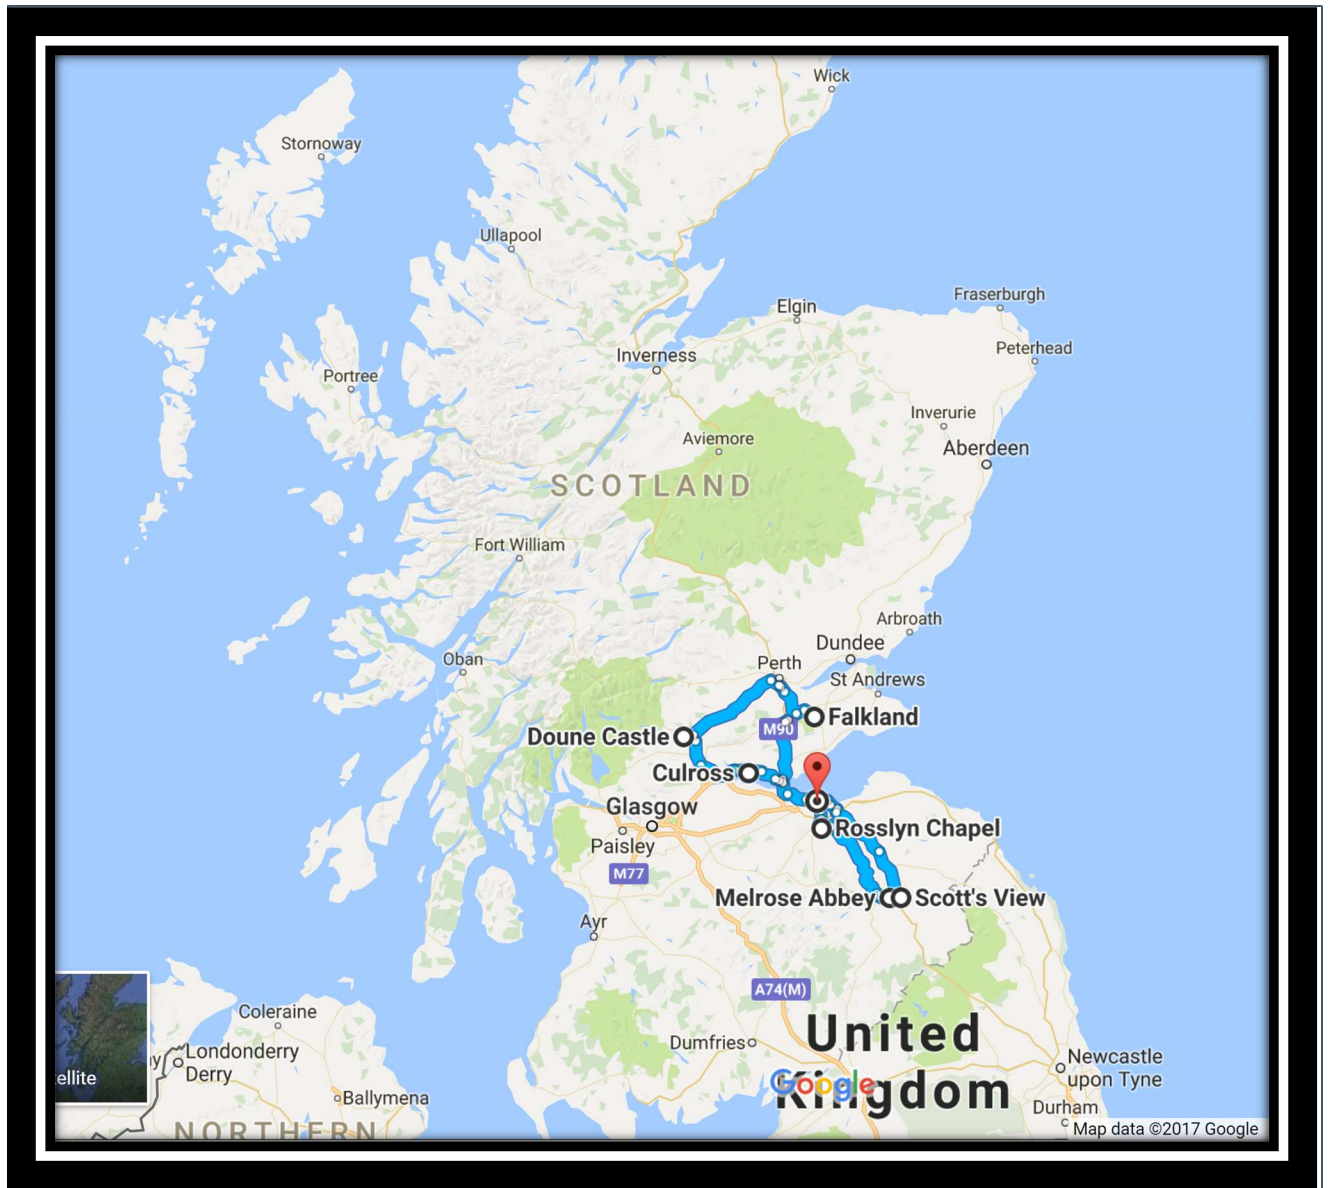 Wick
Stornoway
Ullapool
Fraserburgh
Elgin
Peterhead
Inverness
Portree
Inverurie
Aviemore
Aberdeen
SCOTLAND
Fort William
Arbroath
Dundee
Oban
Perth
St Andrews
Falkland
M90
Doune Castle
Culross
Glasgow
Rosslyn Chapel
Paisley
M77
Melrose Abbey
Scott's View
Ayr
A74(M)
Coleraine
United
Kingdom
Dumfries
Londonderry
Derry
Newcastle
upon Tyne
ellite
Google
Ballymena
Durham
NORTHERN
Map data ©2017 Google